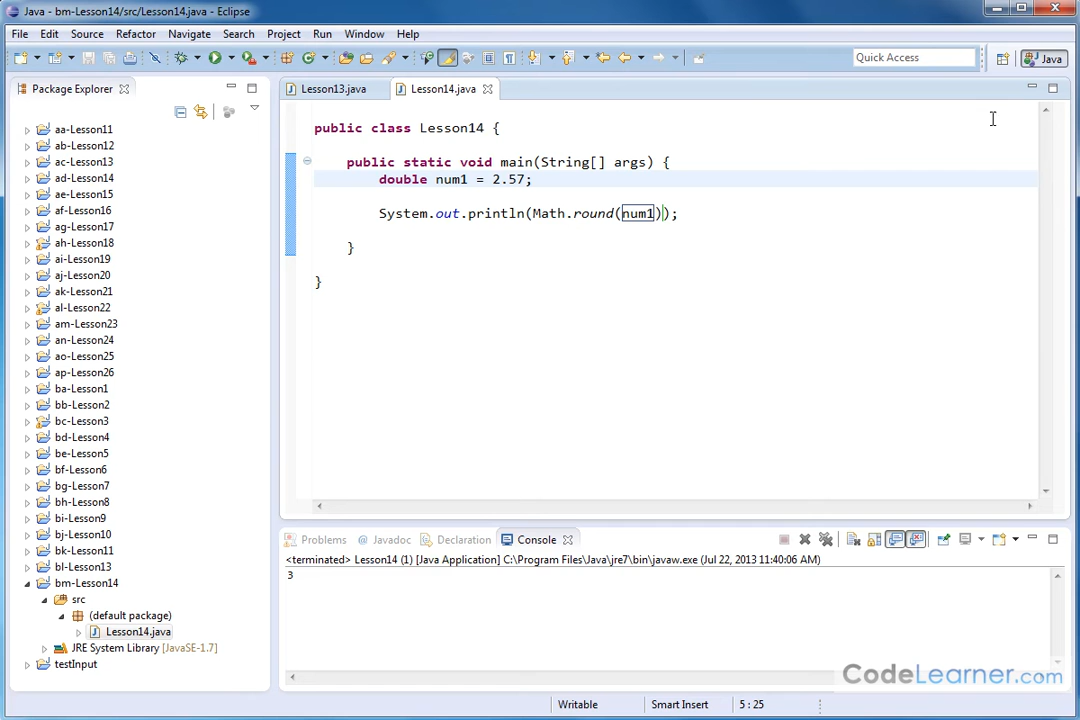 Java - bm-Lesson14/src/Lesson14.java - Eclipse
File Edit Source Refactor Navigate Search Project Run Window Help
Quick Access
Java
Package Explorer
Lesson13.java
Lesson14.java
aa-Lesson11
ab-Lesson12
ac-Lesson13
ad-Lesson14
ae-Lesson15
af-Lesson16
ag-Lesson17
ah-Lesson18
ai-Lesson19
aj-Lesson20
ak-Lesson21
al-Lesson22
am-Lesson23
an-Lesson24
ao-Lesson25
ap-Lesson26
ba-Lesson1
bb-Lesson2
bc-Lesson3
bd-Lesson4
be-Lesson5
bf-Lesson6
bg-Lesson7
bh-Lesson8
bi-Lesson9
bj-Lesson10
bk-Lesson11
bl-Lesson13
bm-Lesson14
src
(default package)
Lesson14.java
JRE System Library [JavaSE-1.7]
testInput
public class Lesson14 {
public static void main(String[] args) {
double num1 = 2.57;
System.out.println(Math.round(num1));
}
}
Problems @ Javadoc Declaration Console
<terminated> Lesson14 (1) [Java Application] C:\Program Files\Java\jre7\bin\javaw.exe (Jul 22, 2013 11:40:06 AM)
3
CodeLearner.com
Writable Smart Insert 5 : 25